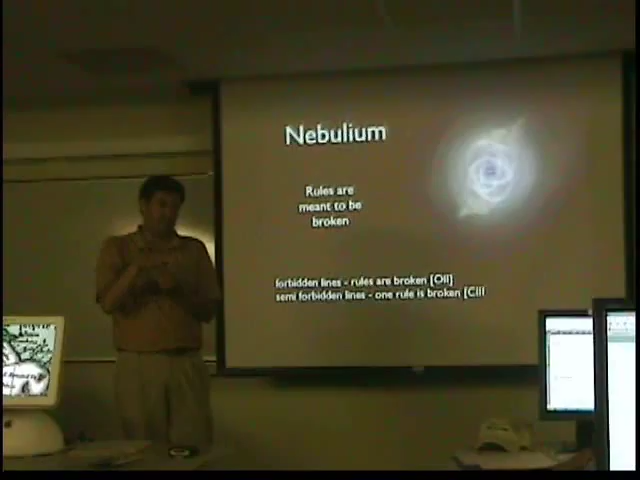 Nebulium
Rules are
meant to be
broken
forbidden lines - rules are broken [OII]
semi forbidden lines - one rule is broken [CIII